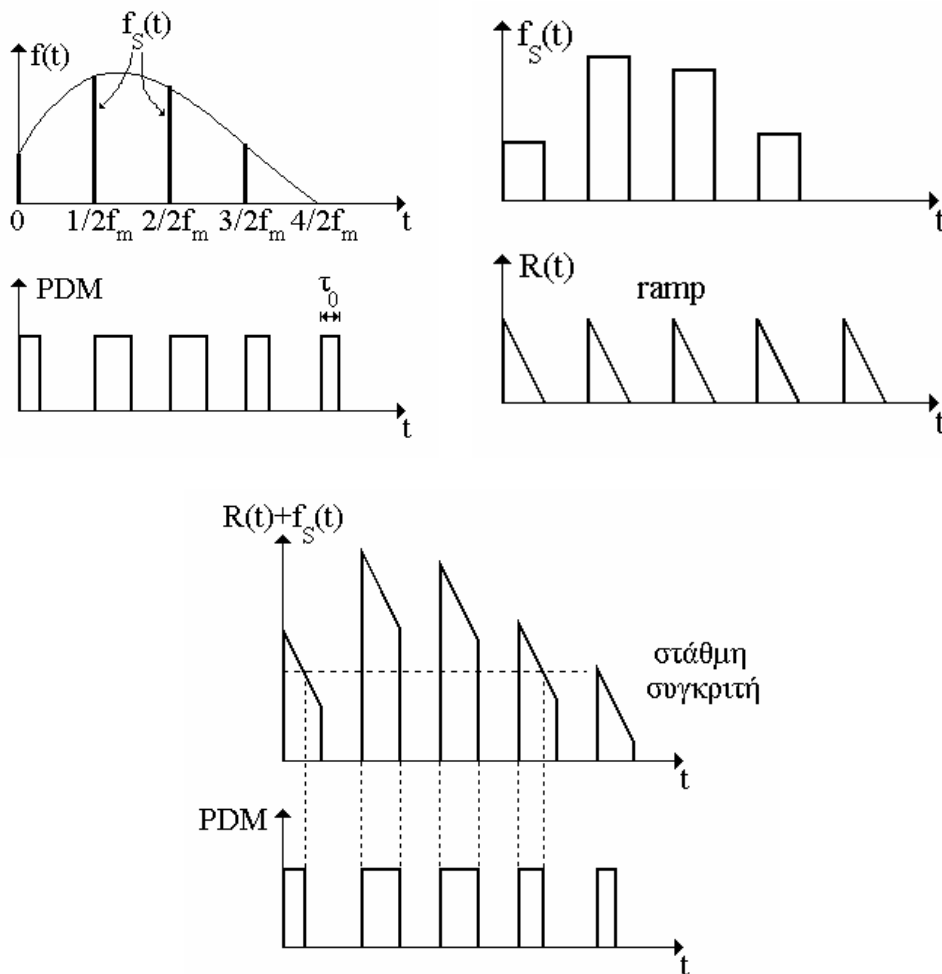 f_S(t)
f(t)
0 1/2f_m 2/2f_m 3/2f_m 4/2f_m t
PDM
τ_0
t
f_S(t)
t
R(t)
ramp
t
R(t)+f_S(t)
στάθμη
συγκριτή
t
PDM
t